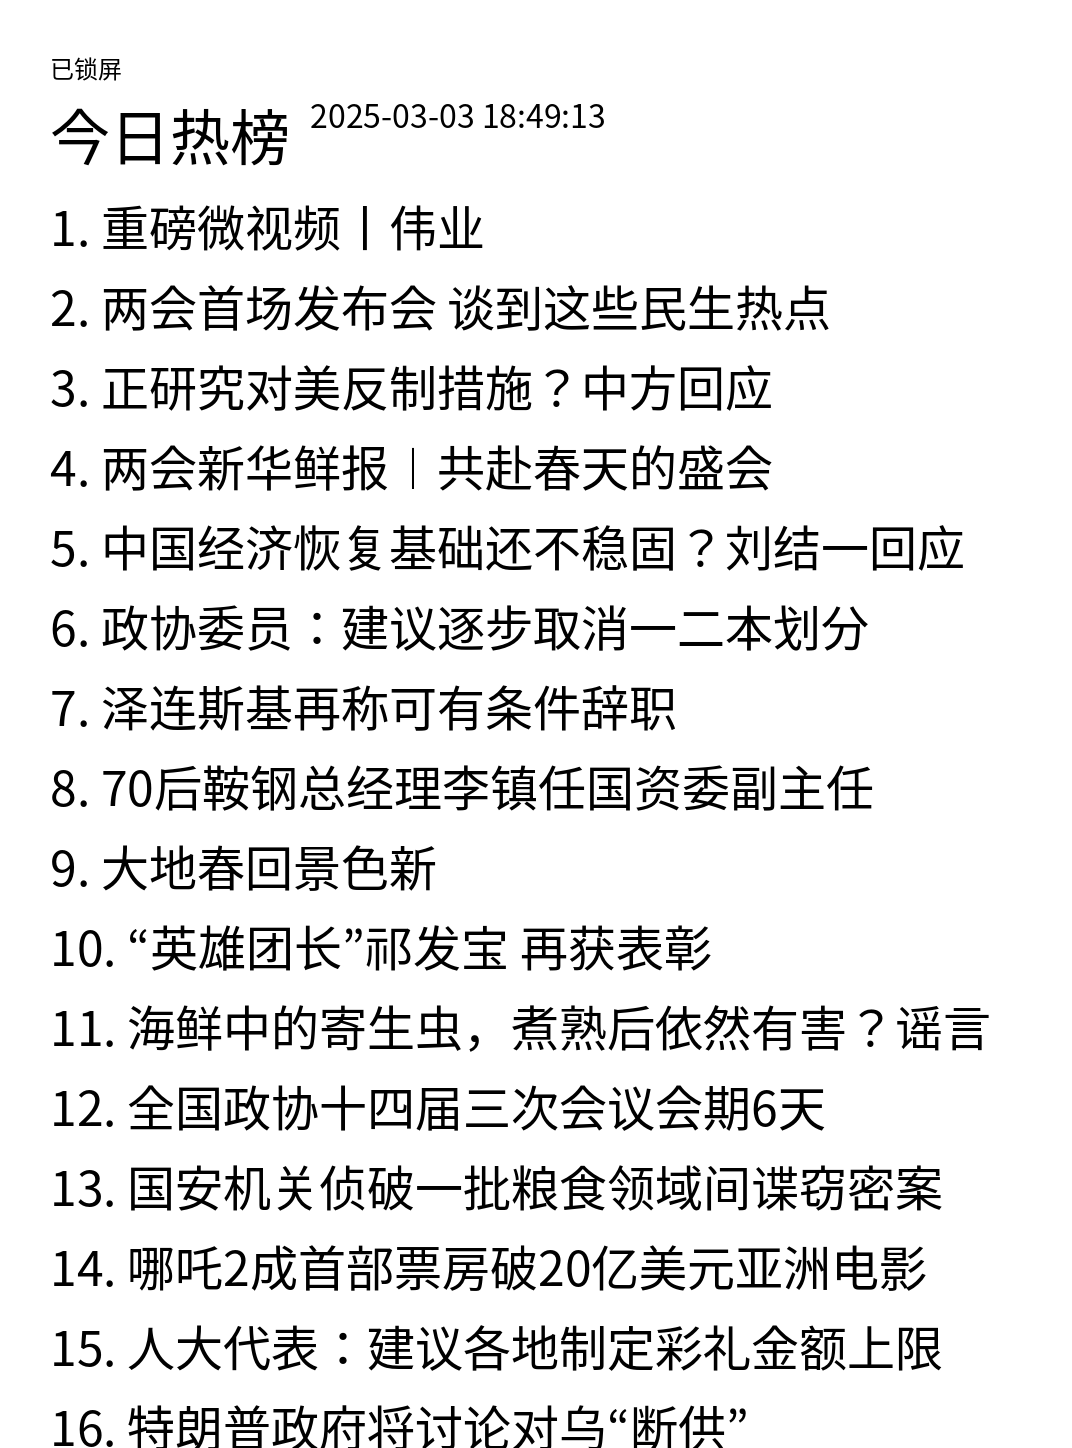 已锁屏
今日热榜 2025-03-03 18:49:13
1. 重磅微视频丨伟业
2. 两会首场发布会 谈到这些民生热点
3. 正研究对美反制措施？中方回应
4. 两会新华鲜报︱共赴春天的盛会
5. 中国经济恢复基础还不稳固？刘结一回应
6. 政协委员：建议逐步取消一二本划分
7. 泽连斯基再称可有条件辞职
8. 70后鞍钢总经理李镇任国资委副主任
9. 大地春回景色新
10. “英雄团长”祁发宝 再获表彰
11. 海鲜中的寄生虫，煮熟后依然有害？谣言
12. 全国政协十四届三次会议会期6天
13. 国安机关侦破一批粮食领域间谍窃密案
14. 哪吒2成首部票房破20亿美元亚洲电影
15. 人大代表：建议各地制定彩礼金额上限
16. 特朗普政府将讨论对乌“断供”